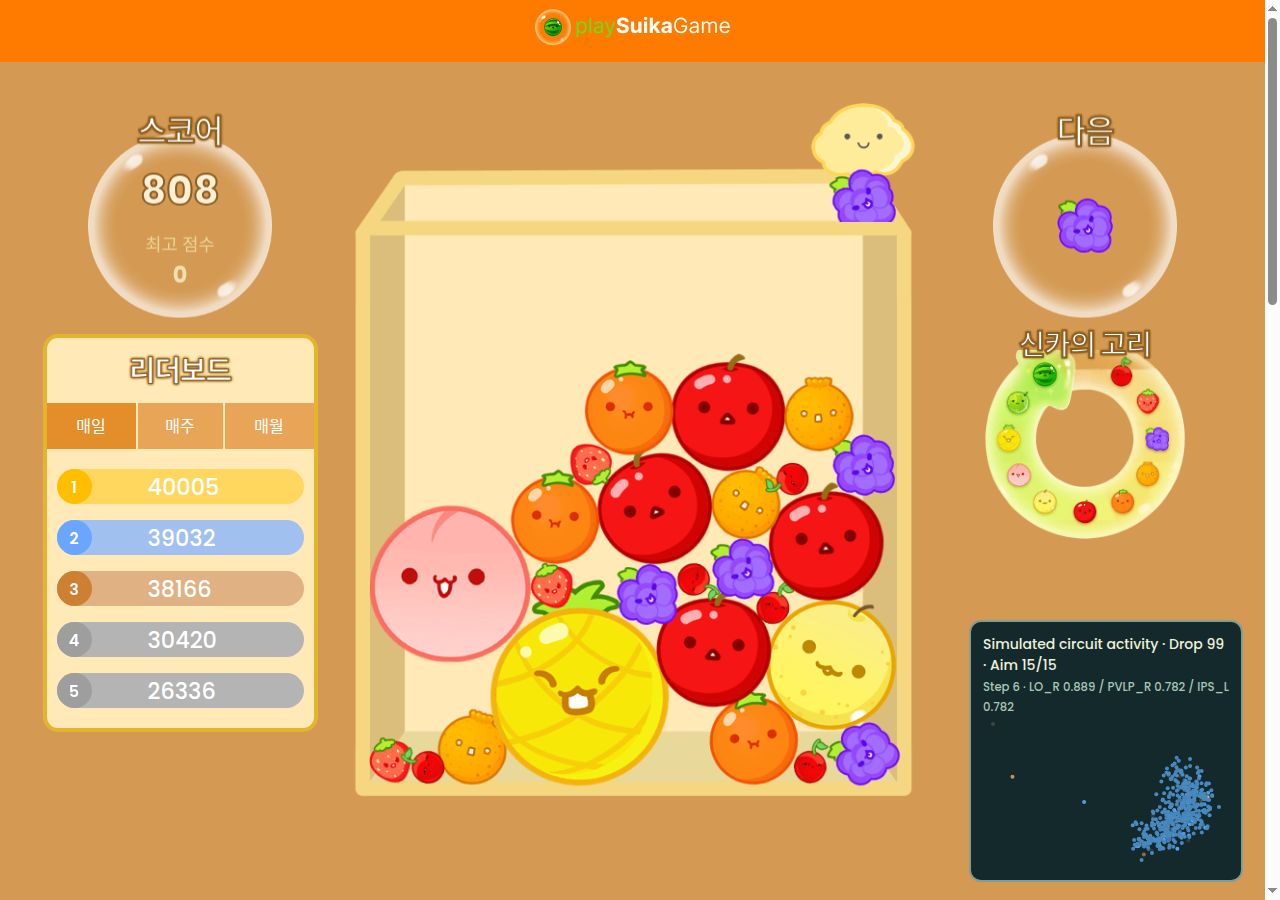 playSuikaGame
스코어
808
최고 점수
0
다음
리더보드
매일 매주 매월
1 40005
2 39032
3 38166
4 30420
5 26336
신카의 고리
Simulated circuit activity · Drop 99
· Aim 15/15
Step 6 · LO_R 0.889 / PVLP_R 0.782 / IPS_L
0.782